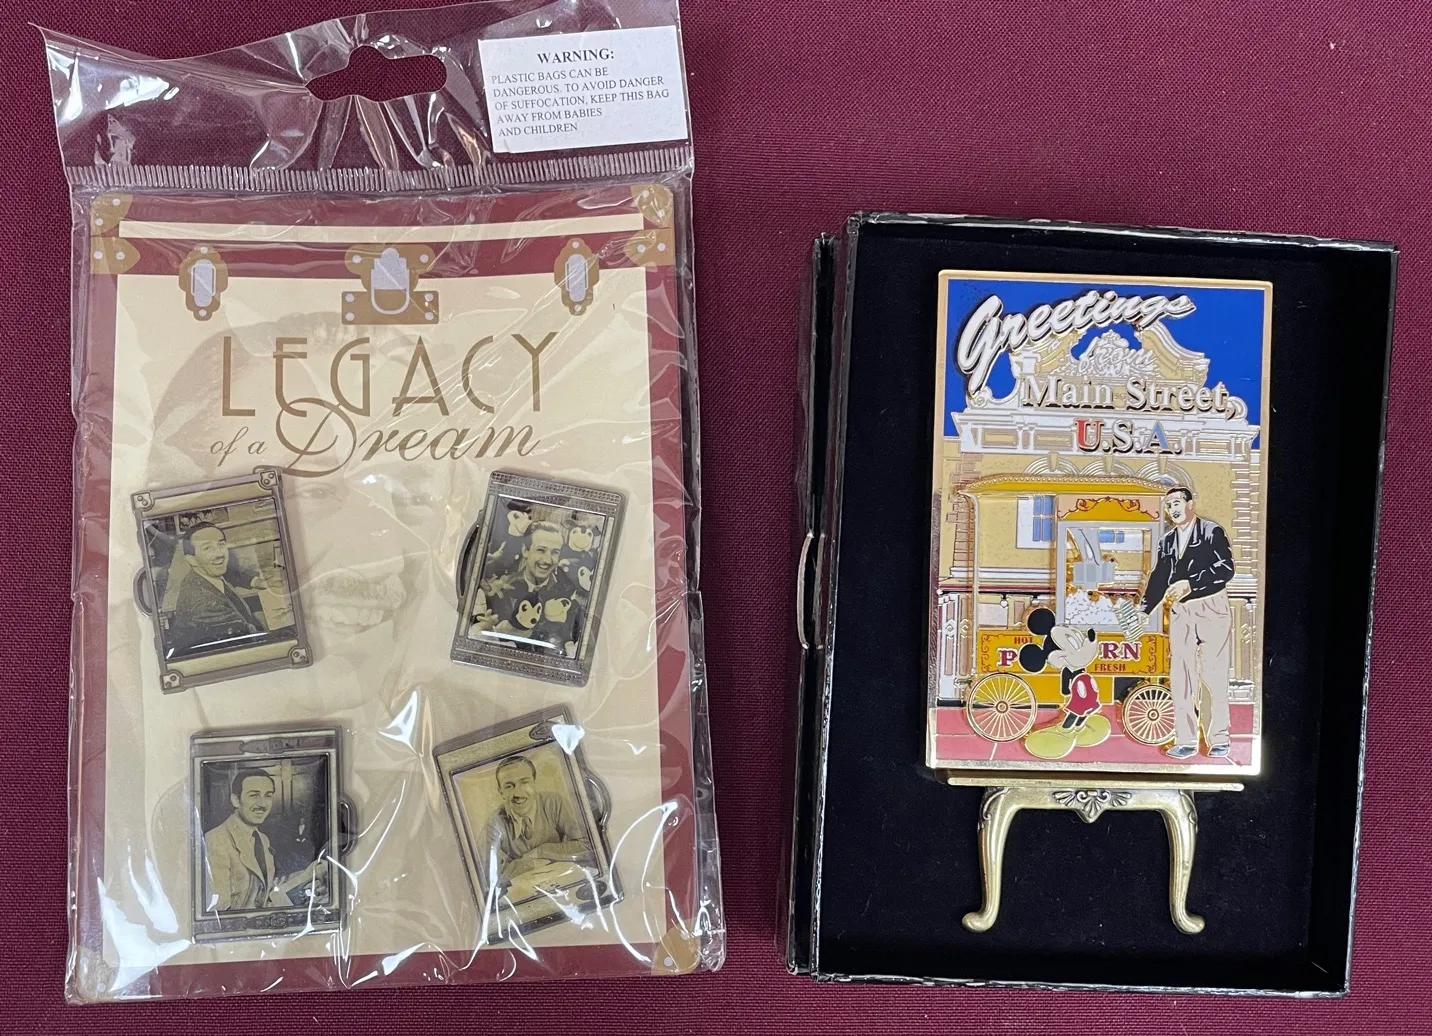 WARNING:
PLASTIC BAGS CAN BE
DANGEROUS. TO AVOID DANGER
OF SUFFOCATION, KEEP THIS BAG
AWAY FROM BABIES
AND CHILDREN
LEGACY
of a Dream
Greetings
from
Main Street,
U.S.A.
HOT
P RN
FRESH